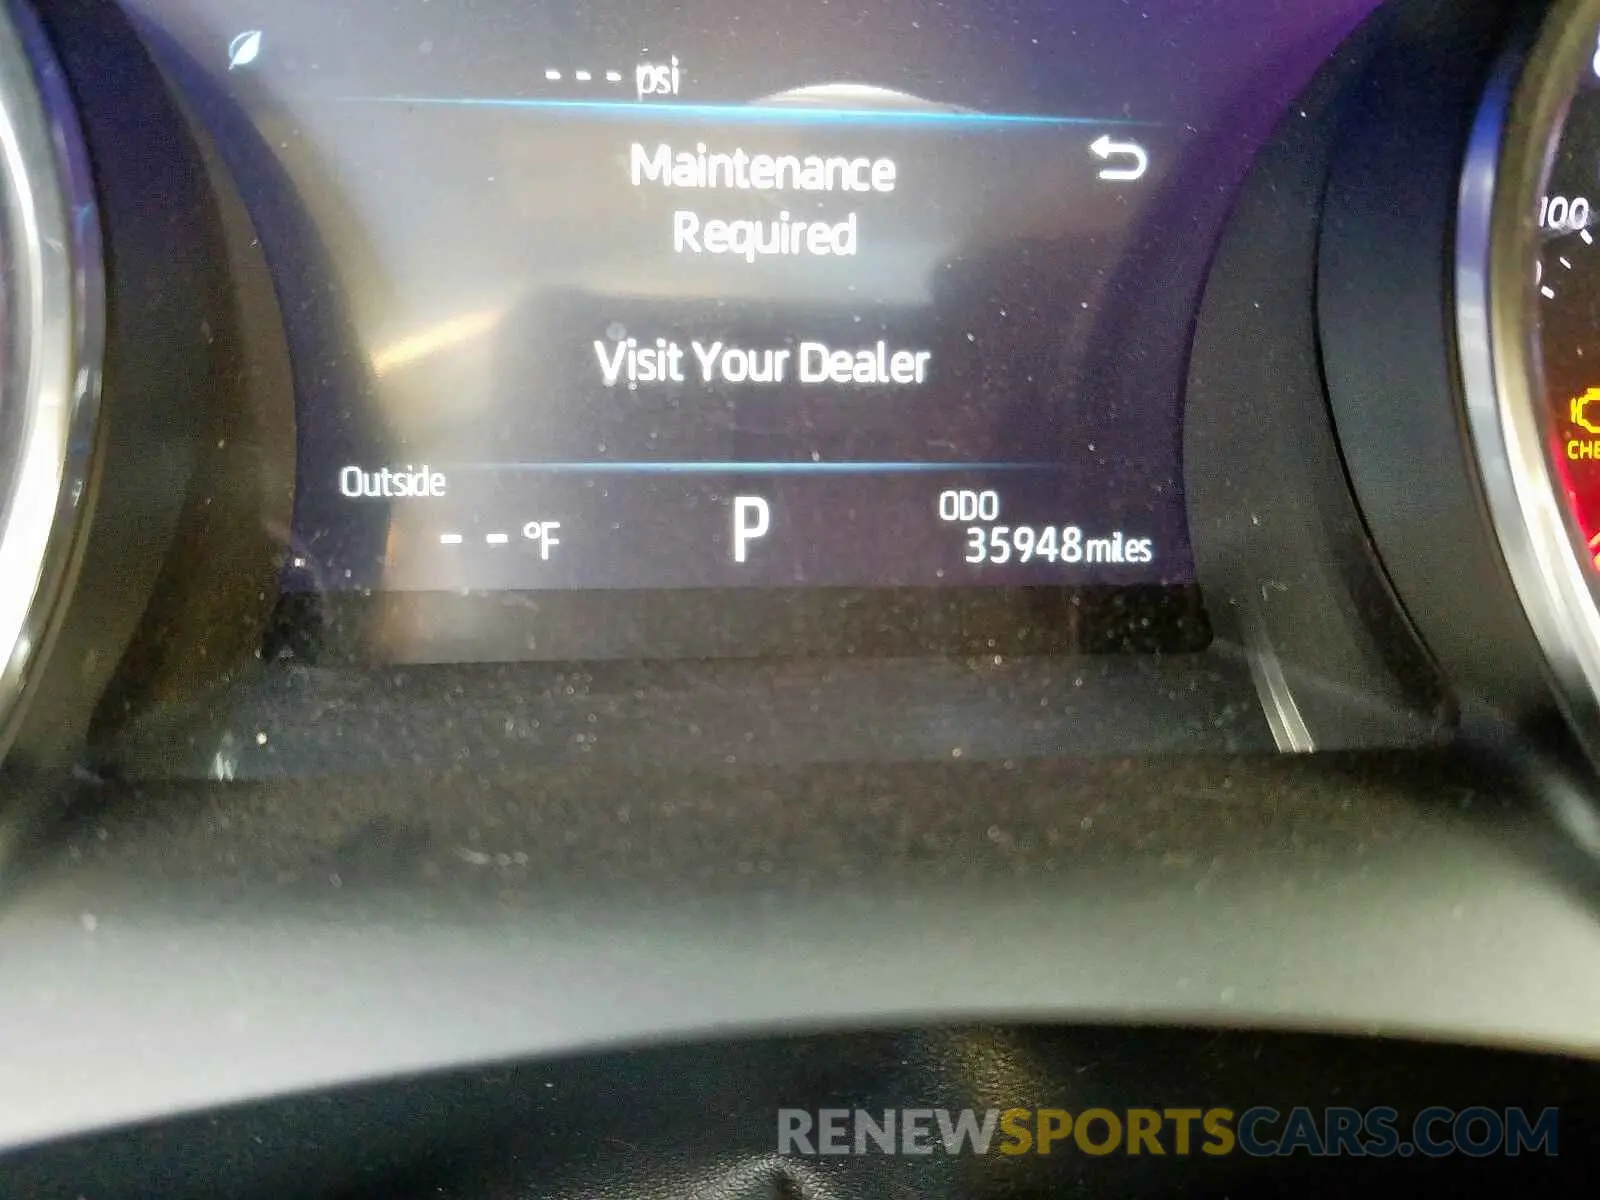 --- psi
Maintenance
Required
Visit Your Dealer
Outside
-- °F
P
ODO
35948 miles
100
CHE
RENEWSPORTSCARS.COM